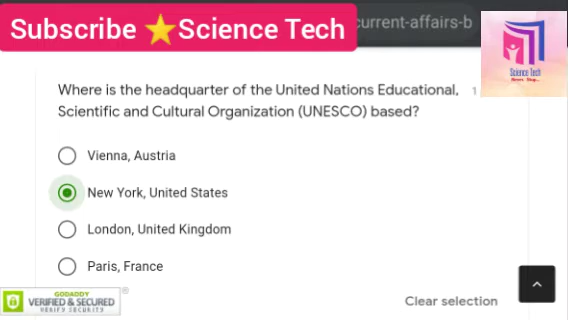 Subscribe ⭐Science Tech
current-affairs-b
Science Tech
Where is the headquarter of the United Nations Educational, 1
Scientific and Cultural Organization (UNESCO) based?
Vienna, Austria
New York, United States
London, United Kingdom
Paris, France
GODADDY
VERIFIED & SECURED
VERIFY SECURITY
Clear selection